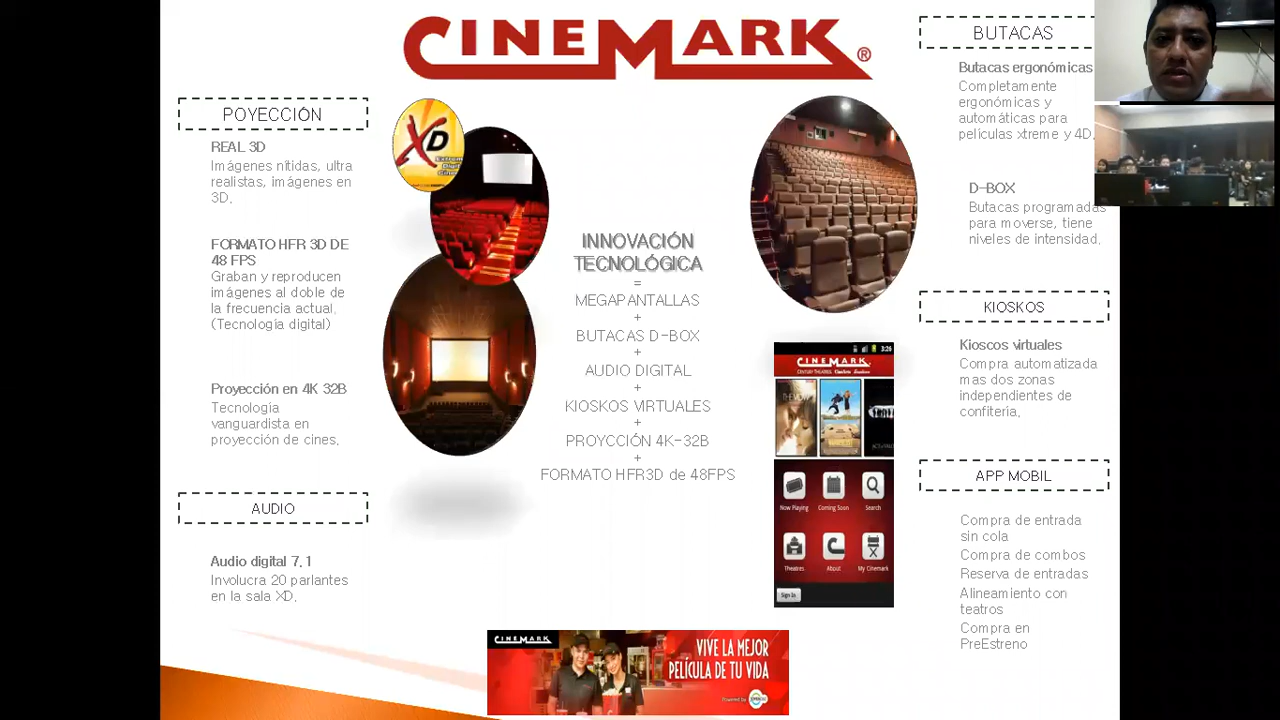 CINEMARK®
POYECCIÓN
REAL 3D
Imágenes nítidas, ultra
realistas, imágenes en
3D.
FORMATO HFR 3D DE
48 FPS
Graban y reproducen
imágenes al doble de
la frecuencia actual.
(Tecnología digital)
Proyección en 4K 32B
Tecnología
vanguardista en
proyección de cines.
AUDIO
Audio digital 7.1
Involucra 20 parlantes
en la sala XD.
XD
Extreme
INNOVACIÓN
TECNOLÓGICA
=
MEGAPANTALLAS
+
BUTACAS D-BOX
+
AUDIO DIGITAL
+
KIOSKOS VIRTUALES
+
PROYCCIÓN 4K-32B
+
FORMATO HFR3D de 48FPS
3:26
CINEMARK
Now Playing
Coming Soon
Search
Theatres
About
My Cinemark
Sign In
CINEMARK
VIVE LA MEJOR
PELÍCULA DE TU VIDA
Powered by
BUTACAS
Butacas ergonómicas
Completamente
ergonómicas y
automáticas para
películas xtreme y 4D.
D-BOX
Butacas programadas
para moverse, tiene
niveles de intensidad.
KIOSKOS
Kioscos virtuales
Compra automatizada
mas dos zonas
independientes de
confitería.
APP MOBIL
Compra de entrada
sin cola
Compra de combos
Reserva de entradas
Alineamiento con
teatros
Compra en
PreEstreno